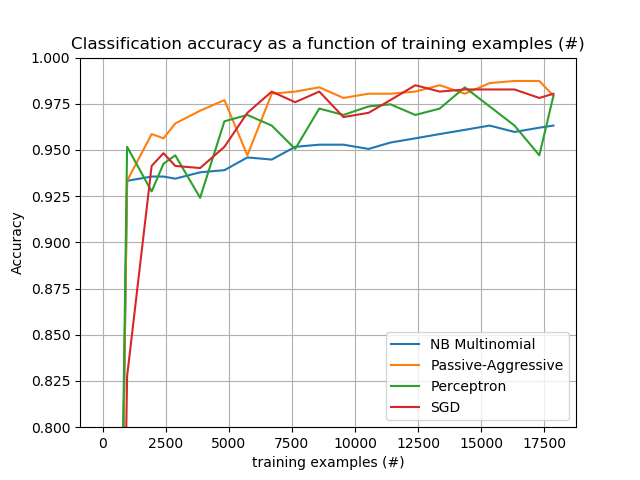 Classification accuracy as a function of training examples (#)
1.000
0.975
0.950
0.925
0.900
0.875
0.850
0.825
0.800
Accuracy
NB Multinomial
Passive-Aggressive
Perceptron
SGD
0 2500 5000 7500 10000 12500 15000 17500
training examples (#)